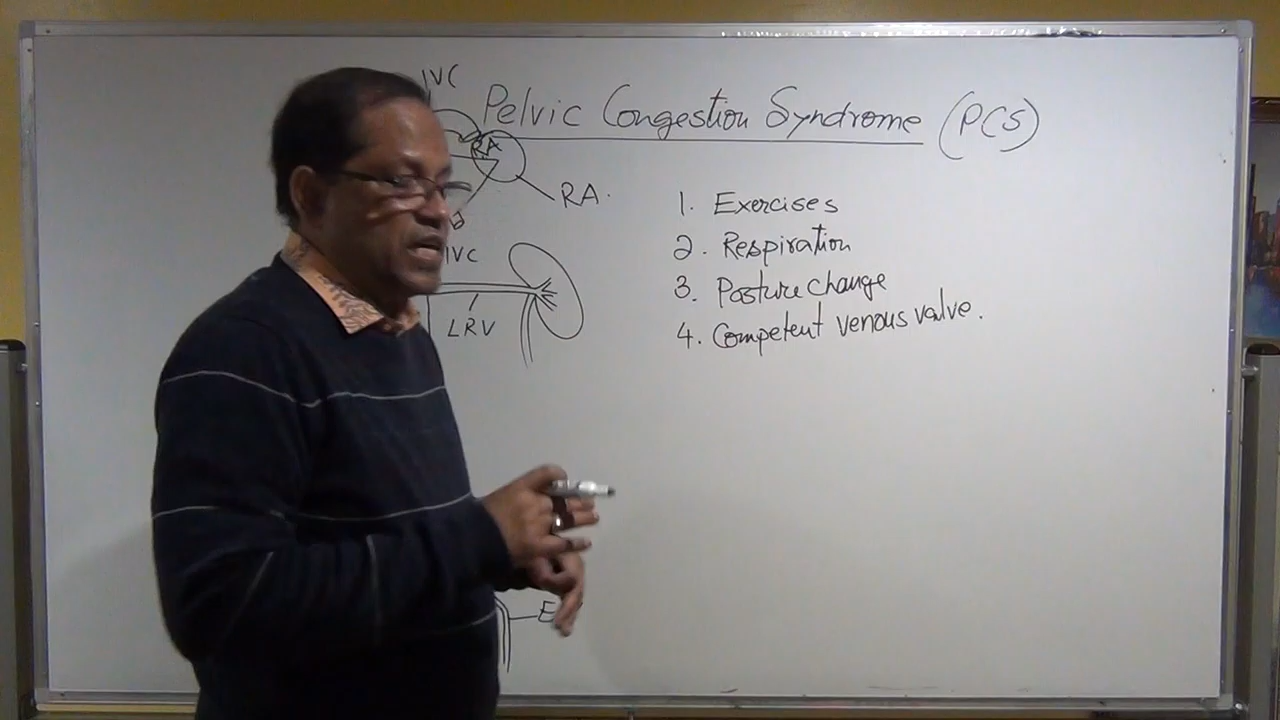 IVC
Pelvic Congestion Syndrome (PCS)
RA
RA.
IVC
LRV
1. Exercises
2. Respiration
3. Posture change
4. Competent venous valve.